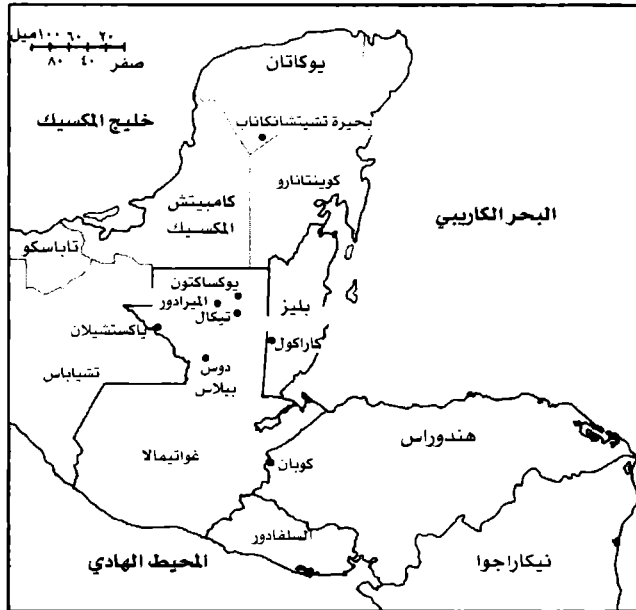 يوكاتان
١٠٠ ٦٠ ٢٠ ميل
٨٠ ٤٠ صفر
خليج المكسيك
بحيرة تشيتشانكاناب
كوينتانارو
كامبيتش
المكسيك
البحر الكاريبي
تاباسكو
يوكساكتون
الميرادور
تيكال
بليز
ياكستشيلان
كاراكول
دوس
بيلاس
تشياباس
هندوراس
غواتيمالا
كوبان
السلفادور
المحيط الهادي
نيكاراجوا